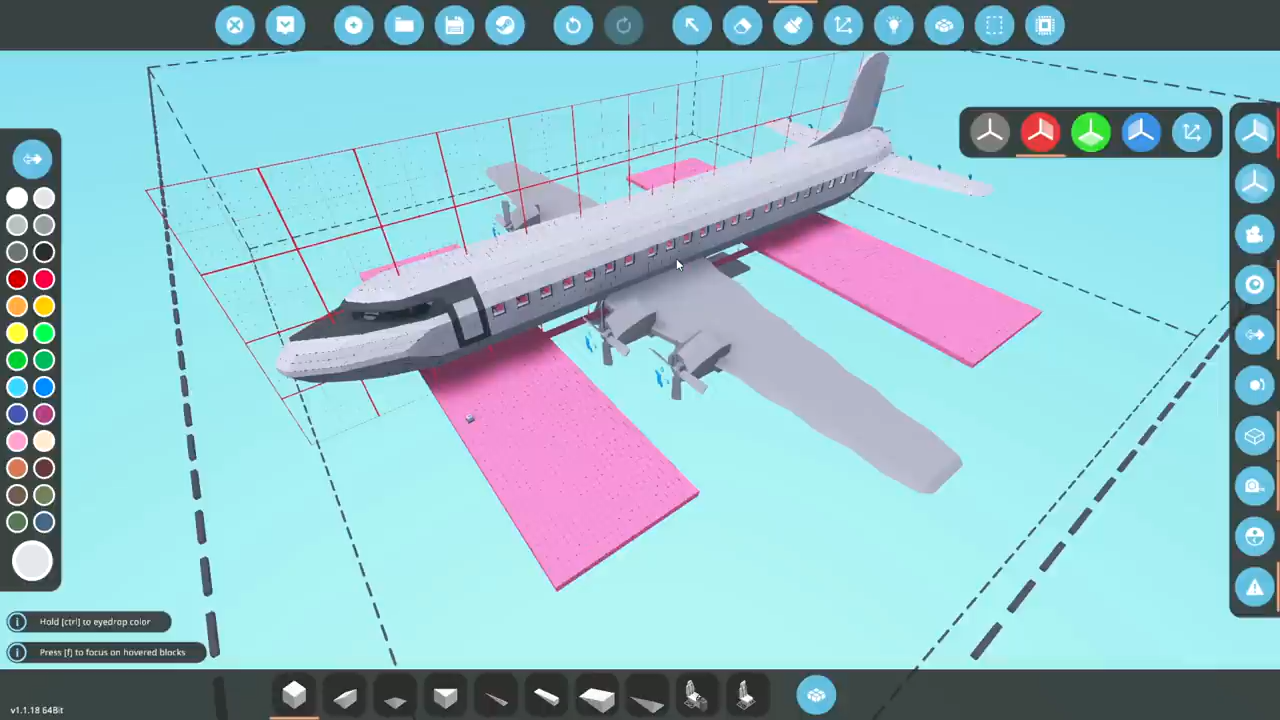 Hold [ctrl] to eyedrop color
Press [f] to focus on hovered blocks
v1.1.18 64Bit